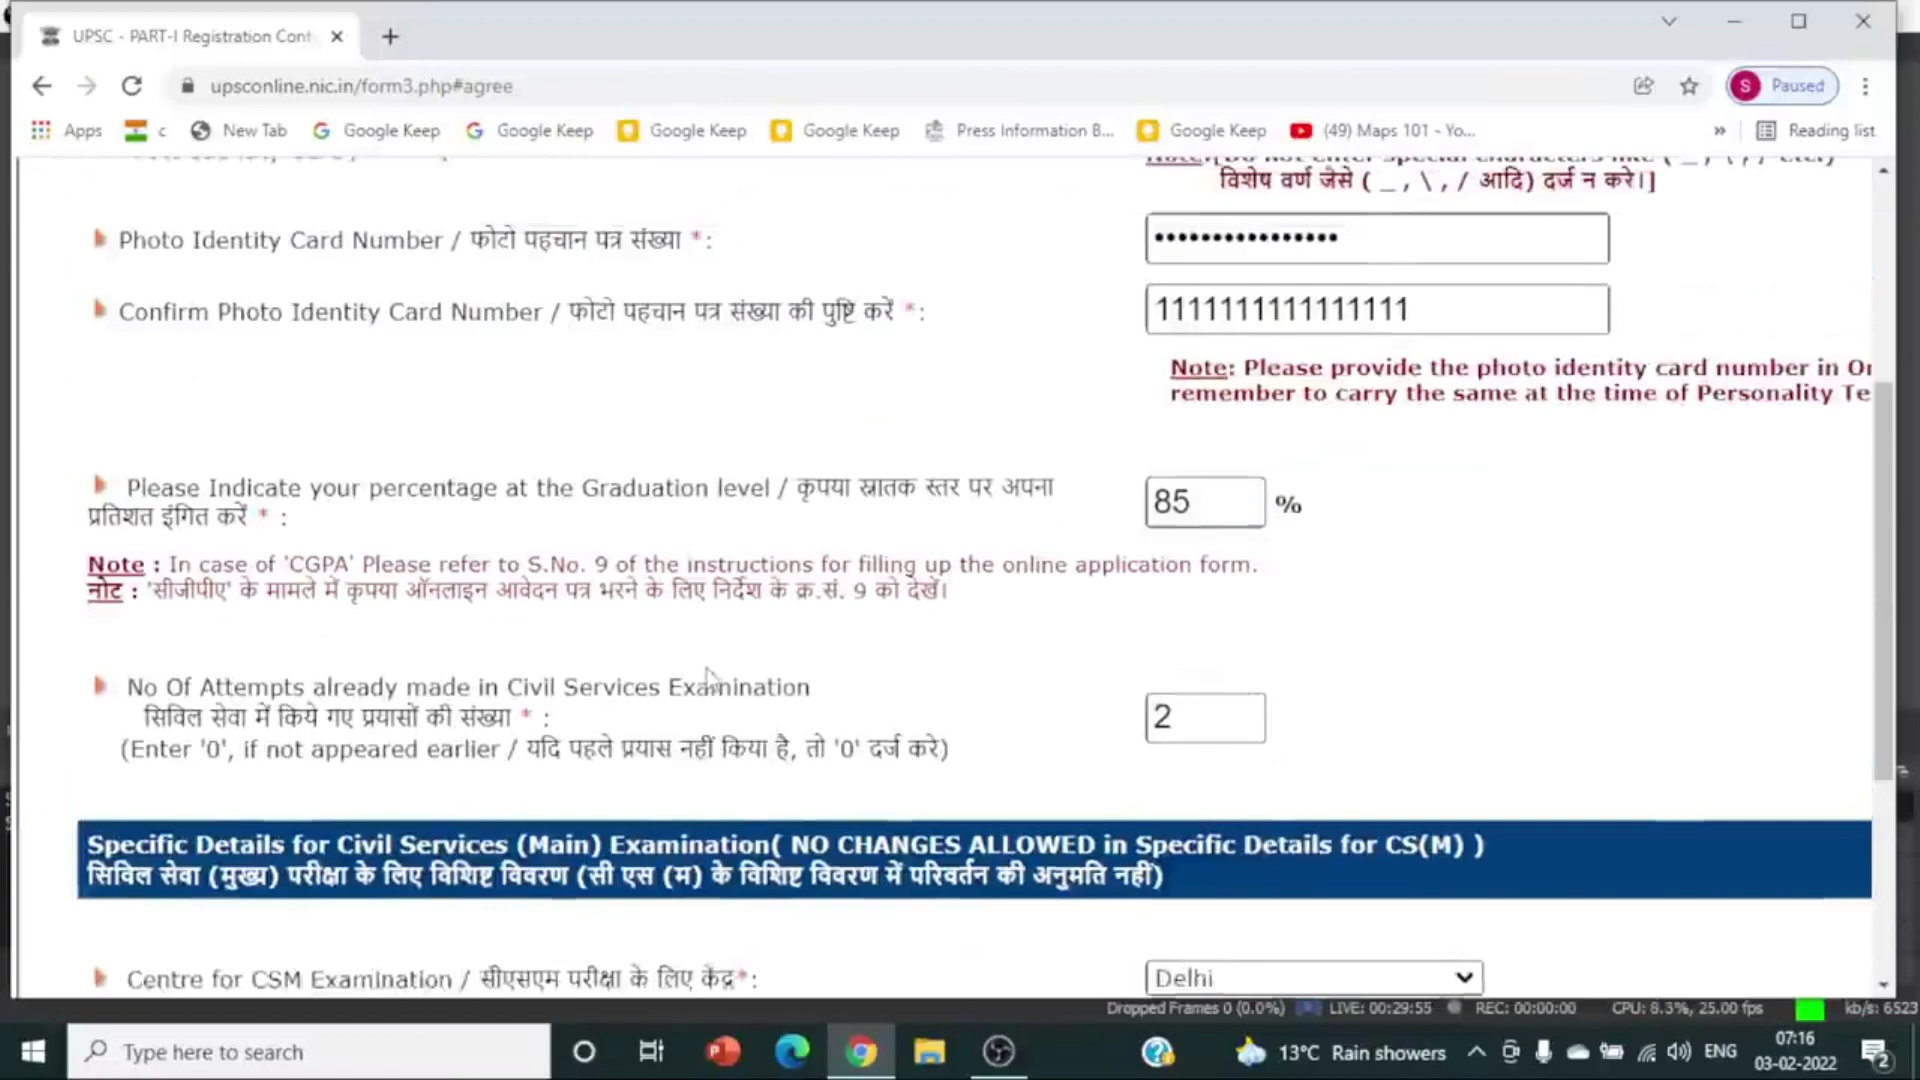 UPSC - PART-I Registration Cont
upsconline.nic.in/form3.php#agree
S Paused
Apps c New Tab Google Keep Google Keep Google Keep Google Keep Press Information B... Google Keep (49) Maps 101 - Yo... » Reading list
विशेष वर्ण जैसे ( _ , \ , / आदि) दर्ज न करे।]
Photo Identity Card Number / फोटो पहचान पत्र संख्या * : ••••••••••••••••
Confirm Photo Identity Card Number / फोटो पहचान पत्र संख्या की पुष्टि करें * : 1111111111111111
Note: Please provide the photo identity card number in
remember to carry the same at the time of Personality Te
Please Indicate your percentage at the Graduation level / कृपया स्नातक स्तर पर अपना
प्रतिशत इंगित करें * : 85 %
Note : In case of 'CGPA' Please refer to S.No. 9 of the instructions for filling up the online application form.
नोट : 'सीजीपीए' के मामले में कृपया ऑनलाइन आवेदन पत्र भरने के लिए निर्देश के क्र.सं. 9 को देखें।
No Of Attempts already made in Civil Services Examination
सिविल सेवा में किये गए प्रयासों की संख्या * : 2
(Enter '0', if not appeared earlier / यदि पहले प्रयास नहीं किया है, तो '0' दर्ज करे)
Specific Details for Civil Services (Main) Examination( NO CHANGES ALLOWED in Specific Details for CS(M) )
सिविल सेवा (मुख्य) परीक्षा के लिए विशिष्ट विवरण (सी एस (म) के विशिष्ट विवरण में परिवर्तन की अनुमति नहीं)
Centre for CSM Examination / सीएसएम परीक्षा के लिए केंद्र* : Delhi
Dropped Frames 0 (0.0%) LIVE: 00:29:55 REC: 00:00:00 CPU: 8.3%, 25.00 fps kb/s: 6523
Type here to search 13°C Rain showers ENG 07:16
03-02-2022 2